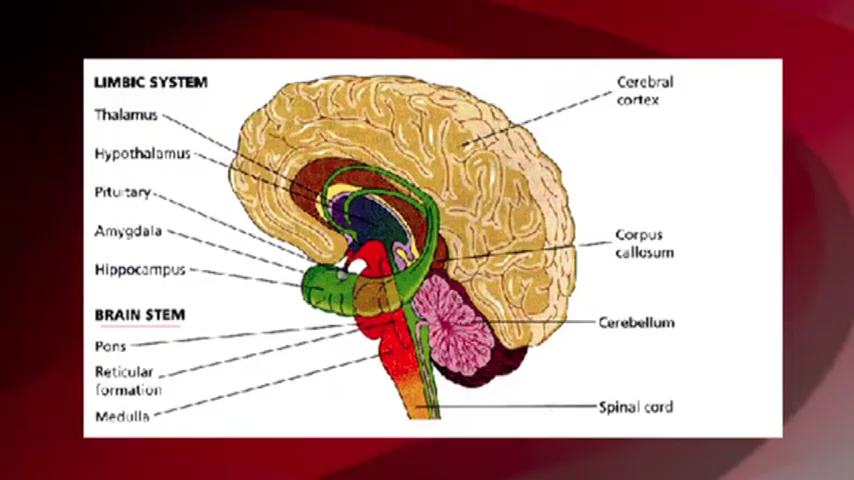 LIMBIC SYSTEM
Thalamus
Hypothalamus
Pituitary
Amygdala
Hippocampus
BRAIN STEM
Pons
Reticular
formation
Medulla
Cerebral
cortex
Corpus
callosum
Cerebellum
Spinal cord